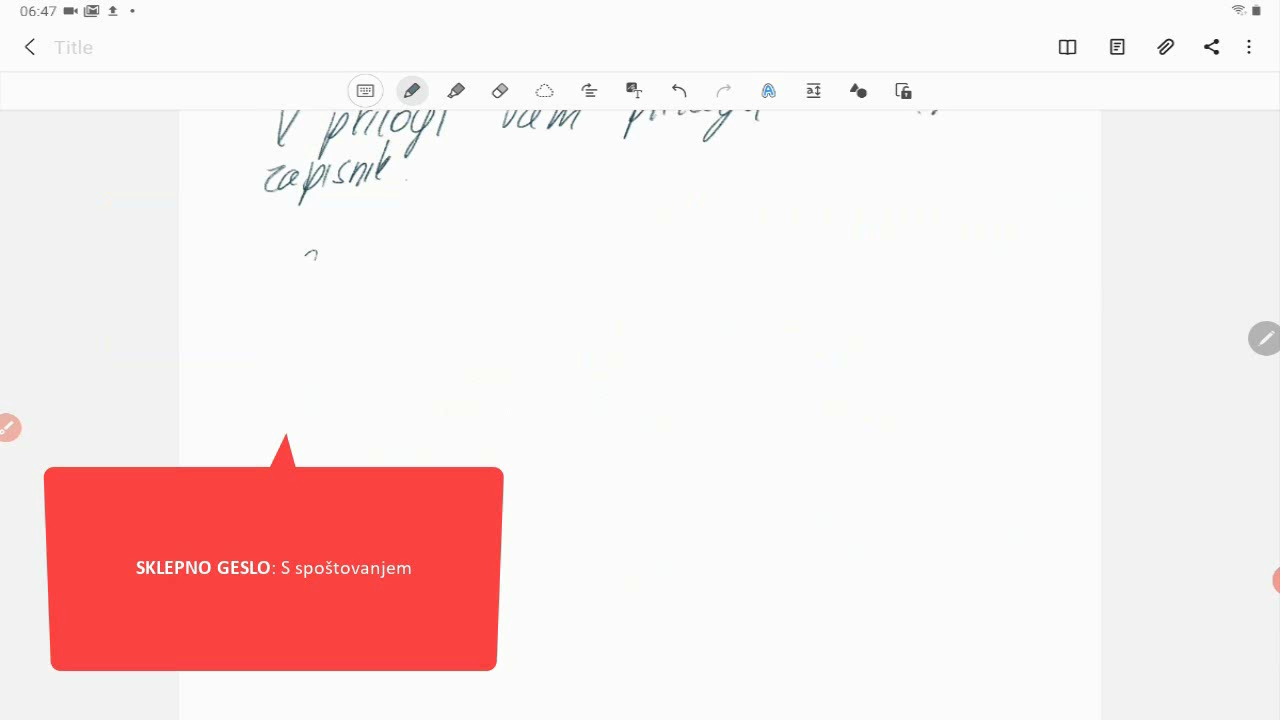 06:47
Title
V prilogi vam
zapisnik.
SKLEPNO GESLO: S spoštovanjem